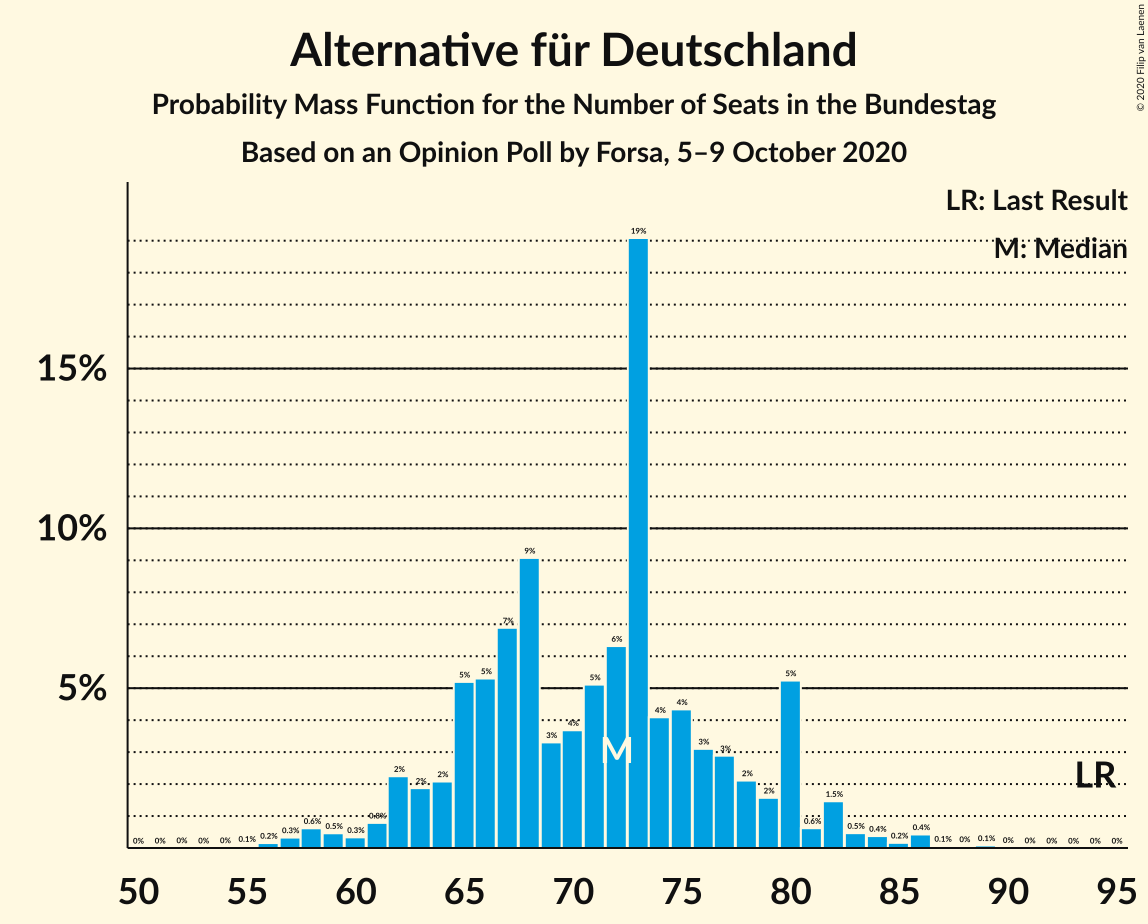 Alternative für Deutschland
Probability Mass Function for the Number of Seats in the Bundestag
Based on an Opinion Poll by Forsa, 5–9 October 2020
© 2020 Filip van Laenen
LR: Last Result
M: Median
15%
10%
5%
0% 0% 0% 0% 0% 0.1% 0.2% 0.3% 0.6% 0.5% 0.3% 0.8% 2% 2% 2% 5% 5% 7% 9% 3% 4% 5% 6% 19% 4% 4% 3% 3% 2% 2% 5% 0.6% 1.5% 0.5% 0.4% 0.2% 0.4% 0.1% 0% 0.1% 0% 0% 0% 0% 0% 0%
M
LR
50 55 60 65 70 75 80 85 90 95